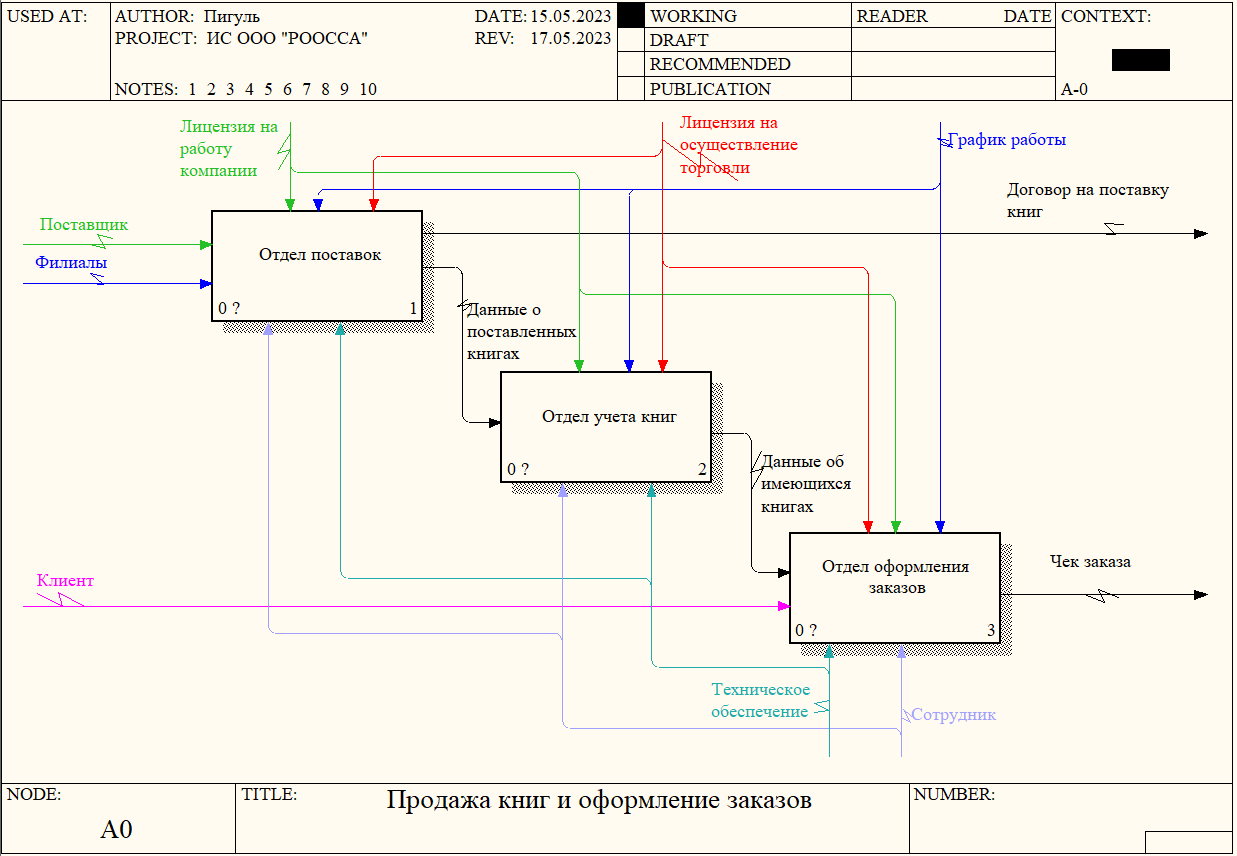 USED AT:
AUTHOR: Пигуль
DATE: 15.05.2023
PROJECT: ИС ООО "РООССА"
REV: 17.05.2023
NOTES: 1 2 3 4 5 6 7 8 9 10
WORKING
DRAFT
RECOMMENDED
PUBLICATION
READER DATE
CONTEXT:
A-0
Лицензия на
работу
компании
Лицензия на
осуществление
торговли
График работы
Договор на поставку
книг
Поставщик
Филиалы
Отдел поставок
0 ? 1
Данные о
поставленных
книгах
Отдел учета книг
0 ? 2
Данные об
имеющихся
книгах
Клиент
Отдел оформления
заказов
0 ? 3
Чек заказа
Техническое
обеспечение
Сотрудник
NODE:
A0
TITLE:
Продажа книг и оформление заказов
NUMBER: